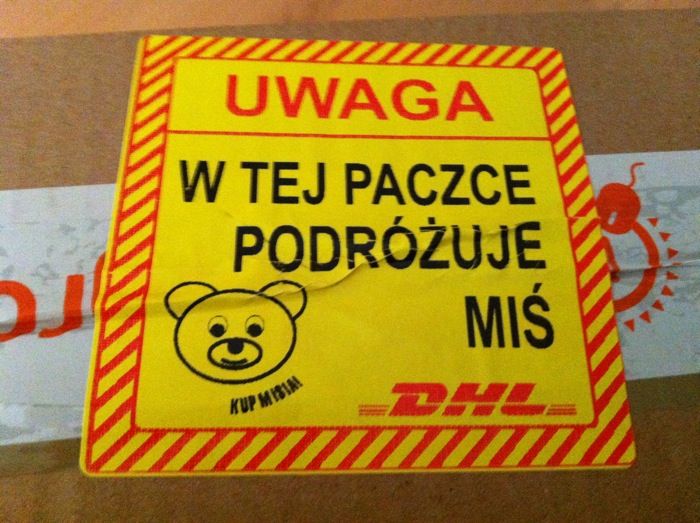 UWAGA
W TEJ PACZCE
PODRÓŻUJE
MIŚ
KUP MISIA!
DHL